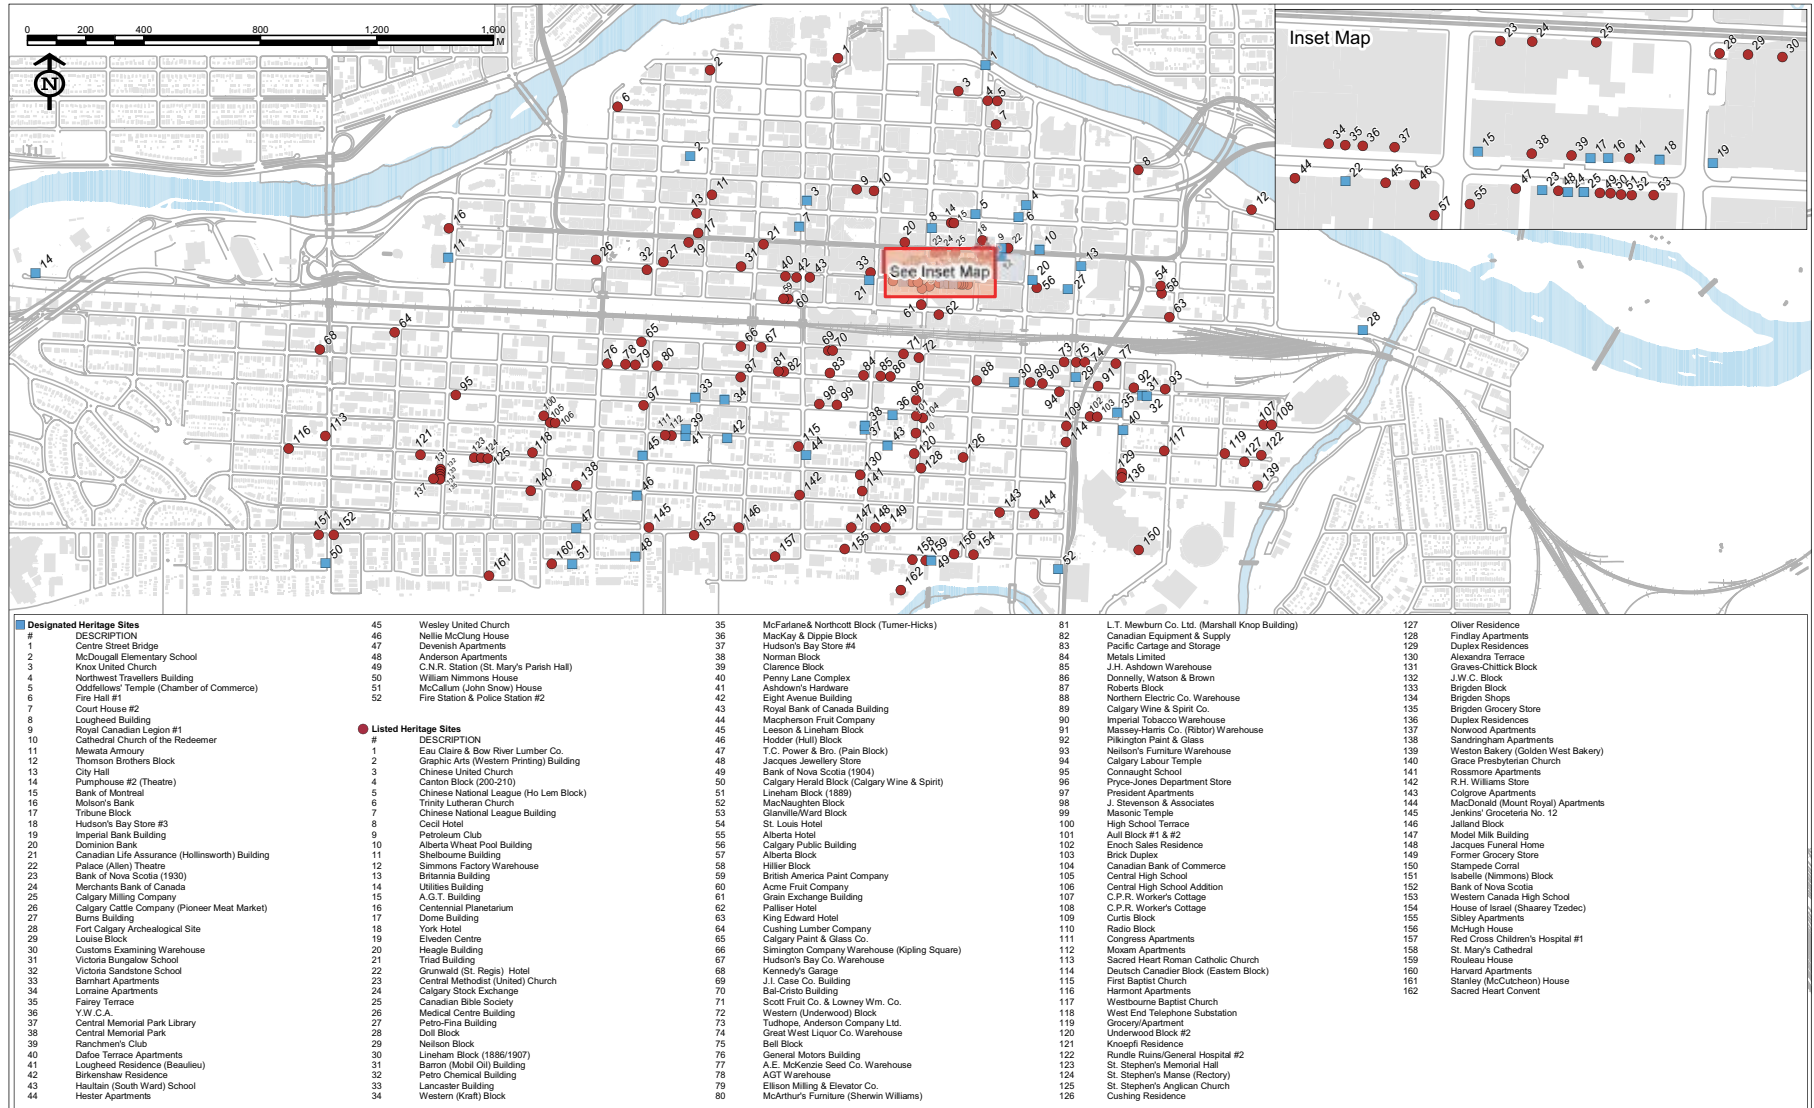 0 200 400 800 1,200 1,600
M
N
Inset Map
See Inset Map
Designated Heritage Sites
# DESCRIPTION
1 Centre Street Bridge
2 McDougall Elementary School
3 Knox United Church
4 Northwest Travellers Building
5 Oddfellows' Temple (Chamber of Commerce)
6 Fire Hall #1
7 Court House #2
8 Lougheed Building
9 Royal Canadian Legion #1
10 Cathedral Church of the Redeemer
11 Mewata Armoury
12 Thomson Brothers Block
13 City Hall
14 Pumphouse #2 (Theatre)
15 Bank of Montreal
16 Molson's Bank
17 Tribune Block
18 Hudson's Bay Store #3
19 Imperial Bank Building
20 Dominion Bank
21 Canadian Life Assurance (Hollinsworth) Building
22 Palace (Allen) Theatre
23 Bank of Nova Scotia (1930)
24 Merchants Bank of Canada
25 Calgary Milling Company
26 Calgary Cattle Company (Pioneer Meat Market)
27 Burns Building
28 Fort Calgary Archealogical Site
29 Louise Block
30 Customs Examining Warehouse
31 Victoria Bungalow School
32 Victoria Sandstone School
33 Barnhart Apartments
34 Lorraine Apartments
35 Fairey Terrace
36 Y.W.C.A.
37 Central Memorial Park Library
38 Central Memorial Park
39 Ranchmen's Club
40 Dafoe Terrace Apartments
41 Lougheed Residence (Beaulieu)
42 Birkenshaw Residence
43 Haultain (South Ward) School
44 Hester Apartments
45 Wesley United Church
46 Nellie McClung House
47 Devenish Apartments
48 Anderson Apartments
49 C.N.R. Station (St. Mary's Parish Hall)
50 William Nimmons House
51 McCallum (John Snow) House
52 Fire Station & Police Station #2
Listed Heritage Sites
# DESCRIPTION
1 Eau Claire & Bow River Lumber Co.
2 Graphic Arts (Western Printing) Building
3 Chinese United Church
4 Canton Block (200-210)
5 Chinese National League (Ho Lem Block)
6 Trinity Lutheran Church
7 Chinese National League Building
8 Cecil Hotel
9 Petroleum Club
10 Alberta Wheat Pool Building
11 Shelbourne Building
12 Simmons Factory Warehouse
13 Britannia Building
14 Utilities Building
15 A.G.T. Building
16 Centennial Planetarium
17 Dome Building
18 York Hotel
19 Elveden Centre
20 Heagle Building
21 Triad Building
22 Grunwald (St. Regis) Hotel
23 Central Methodist (United) Church
24 Calgary Stock Exchange
25 Canadian Bible Society
26 Medical Centre Building
27 Petro-Fina Building
28 Doll Block
29 Neilson Block
30 Lineham Block (1886/1907)
31 Barron (Mobil Oil) Building
32 Petro Chemical Building
33 Lancaster Building
34 Western (Kraft) Block
35 McFarlane& Northcott Block (Turner-Hicks)
36 MacKay & Dippie Block
37 Hudson's Bay Store #4
38 Norman Block
39 Clarence Block
40 Penny Lane Complex
41 Ashdown's Hardware
42 Eight Avenue Building
43 Royal Bank of Canada Building
44 Macpherson Fruit Company
45 Leeson & Lineham Block
46 Hodder (Hull) Block
47 T.C. Power & Bro. (Pain Block)
48 Jacques Jewellery Store
49 Bank of Nova Scotia (1904)
50 Calgary Herald Block (Calgary Wine & Spirit)
51 Lineham Block (1889)
52 MacNaughten Block
53 Glanville/Ward Block
54 St. Louis Hotel
55 Alberta Hotel
56 Calgary Public Building
57 Alberta Block
58 Hillier Block
59 British America Paint Company
60 Acme Fruit Company
61 Grain Exchange Building
62 Palliser Hotel
63 King Edward Hotel
64 Cushing Lumber Company
65 Calgary Paint & Glass Co.
66 Simington Company Warehouse (Kipling Square)
67 Hudson's Bay Co. Warehouse
68 Kennedy's Garage
69 J.I. Case Co. Building
70 Bal-Cristo Building
71 Scott Fruit Co. & Lowney Wm. Co.
72 Western (Underwood) Block
73 Tudhope, Anderson Company Ltd.
74 Great West Liquor Co. Warehouse
75 Bell Block
76 General Motors Building
77 A.E. McKenzie Seed Co. Warehouse
78 AGT Warehouse
79 Ellison Milling & Elevator Co.
80 McArthur's Furniture (Sherwin Williams)
81 L.T. Mewburn Co. Ltd. (Marshall Knop Building)
82 Canadian Equipment & Supply
83 Pacific Cartage and Storage
84 Metals Limited
85 J.H. Ashdown Warehouse
86 Donnelly, Watson & Brown
87 Roberts Block
88 Northern Electric Co. Warehouse
89 Calgary Wine & Spirit Co.
90 Imperial Tobacco Warehouse
91 Massey-Harris Co. (Ribtor) Warehouse
92 Pilkington Paint & Glass
93 Neilson's Furniture Warehouse
94 Calgary Labour Temple
95 Connaught School
96 Pryce-Jones Department Store
97 President Apartments
98 J. Stevenson & Associates
99 Masonic Temple
100 High School Terrace
101 Aull Block #1 & #2
102 Enoch Sales Residence
103 Brick Duplex
104 Canadian Bank of Commerce
105 Central High School
106 Central High School Addition
107 C.P.R. Worker's Cottage
108 C.P.R. Worker's Cottage
109 Curtis Block
110 Radio Block
111 Congress Apartments
112 Moxam Apartments
113 Sacred Heart Roman Catholic Church
114 Deutsch Canadier Block (Eastern Block)
115 First Baptist Church
116 Harmont Apartments
117 Westbourne Baptist Church
118 West End Telephone Substation
119 Grocery/Apartment
120 Underwood Block #2
121 Knoepfi Residence
122 Rundle Ruins/General Hospital #2
123 St. Stephen's Memorial Hall
124 St. Stephen's Manse (Rectory)
125 St. Stephen's Anglican Church
126 Cushing Residence
127 Oliver Residence
128 Findlay Apartments
129 Duplex Residences
130 Alexandra Terrace
131 Graves-Chittick Block
132 J.W.C. Block
133 Brigden Block
134 Brigden Shops
135 Brigden Grocery Store
136 Duplex Residences
137 Norwood Apartments
138 Sandringham Apartments
139 Weston Bakery (Golden West Bakery)
140 Grace Presbyterian Church
141 Rossmore Apartments
142 R.H. Williams Store
143 Colgrove Apartments
144 MacDonald (Mount Royal) Apartments
145 Jenkins' Groceteria No. 12
146 Jalland Block
147 Model Milk Building
148 Jacques Funeral Home
149 Former Grocery Store
150 Stampede Corral
151 Isabelle (Nimmons) Block
152 Bank of Nova Scotia
153 Western Canada High School
154 House of Israel (Shaarey Tzedec)
155 Sibley Apartments
156 McHugh House
157 Red Cross Children's Hospital #1
158 St. Mary's Cathedral
159 Rouleau House
160 Harvard Apartments
161 Stanley (McCutcheon) House
162 Sacred Heart Convent